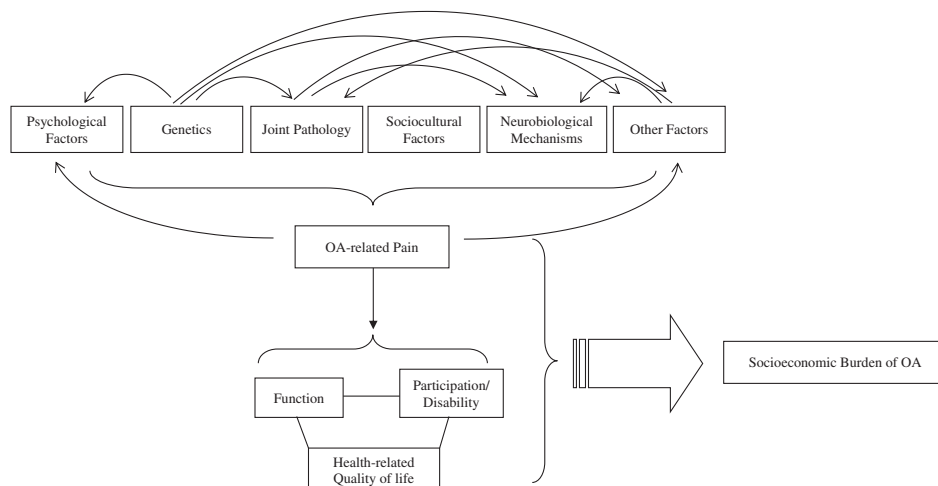 Psychological
Factors
Genetics
Joint Pathology
Sociocultural
Factors
Neurobiological
Mechanisms
Other Factors
OA-related Pain
Function
Participation/
Disability
Health-related
Quality of life
Socioeconomic Burden of OA